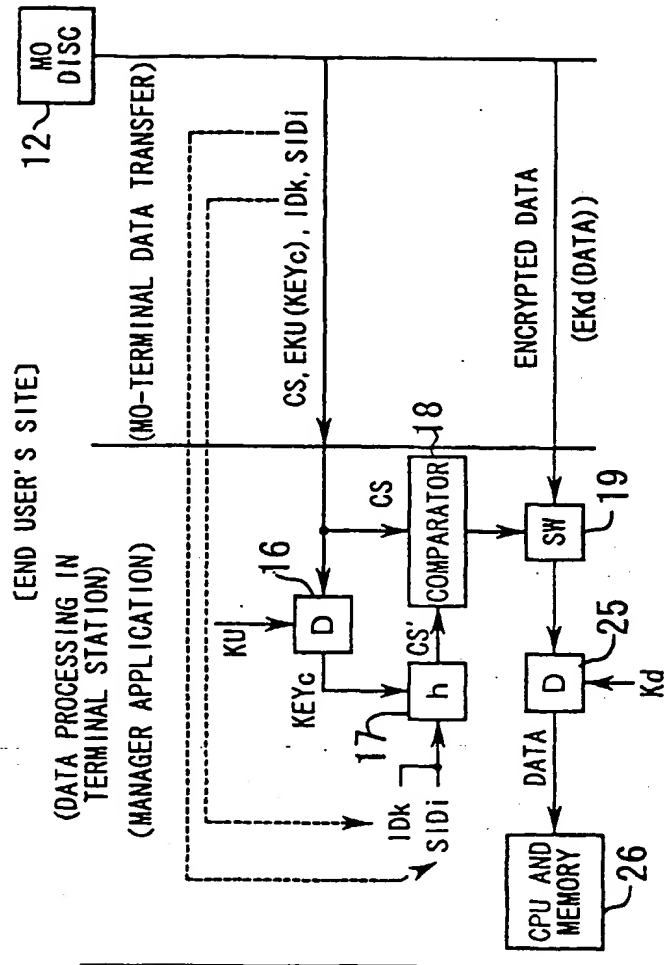 [END USER'S SITE]
(DATA PROCESSING IN
TERMINAL STATION)
(MANAGER APPLICATION)
(MO-TERMINAL DATA TRANSFER)
12
MO
DISC
CS, EKU(KEYc), IDk, SIDi
KU
16
D
KEYc
CS
IDk
SIDi
17
h
CS'
18
COMPARATOR
ENCRYPTED DATA
(EKd(DATA))
SW
19
D
25
Kd
DATA
CPU AND
MEMORY
26